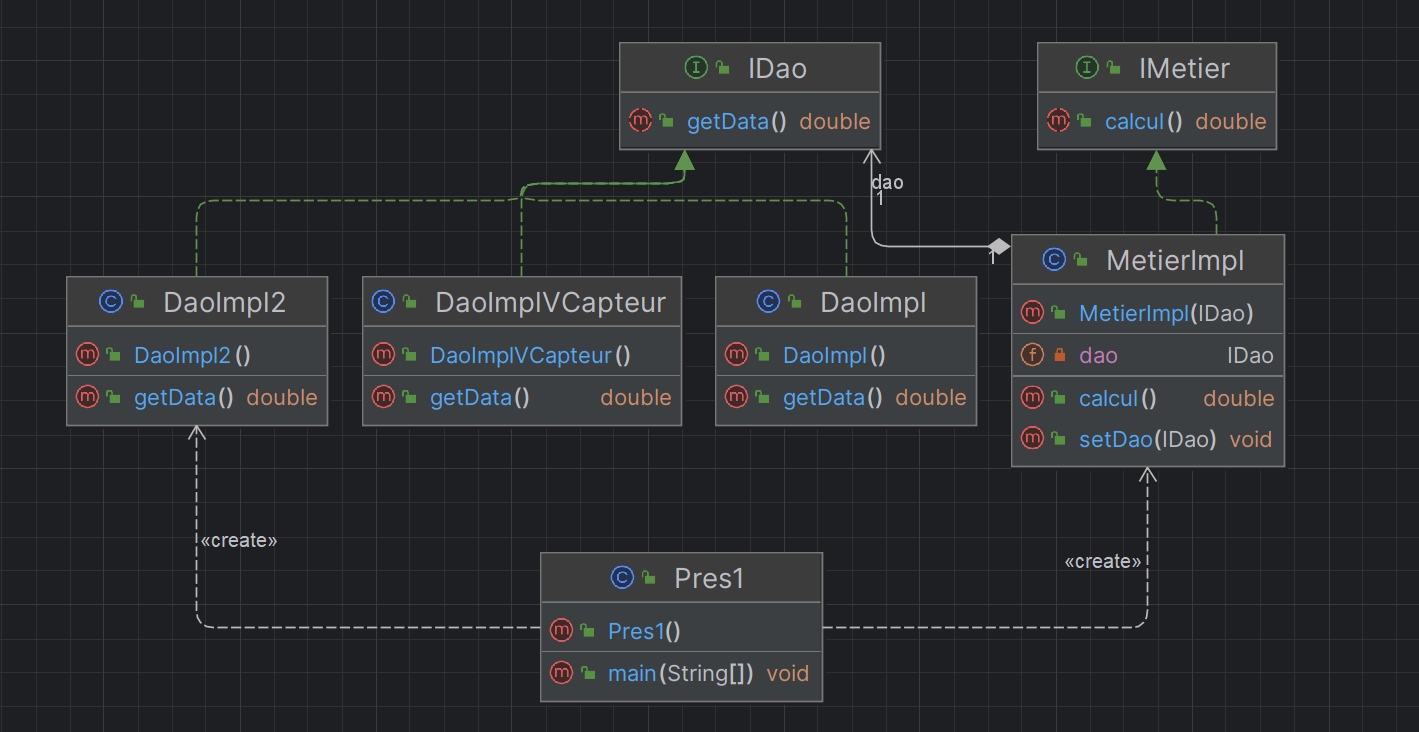 IDao
getData() double
IMetier
calcul() double
dao
1
1
DaoImpl2
DaoImpl2()
getData() double
DaoImplVCapteur
DaoImplVCapteur()
getData() double
DaoImpl
DaoImpl()
getData() double
MetierImpl
MetierImpl(IDao)
dao IDao
calcul() double
setDao(IDao) void
«create»
«create»
Pres1
Pres1()
main(String[]) void